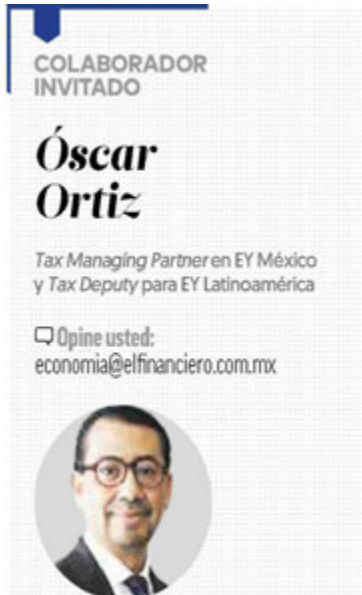 COLABORADOR
INVITADO
Óscar
Ortiz
Tax Managing Partner en EY México
y Tax Deputy para EY Latinoamérica
Opine usted:
economia@elfinanciero.com.mx